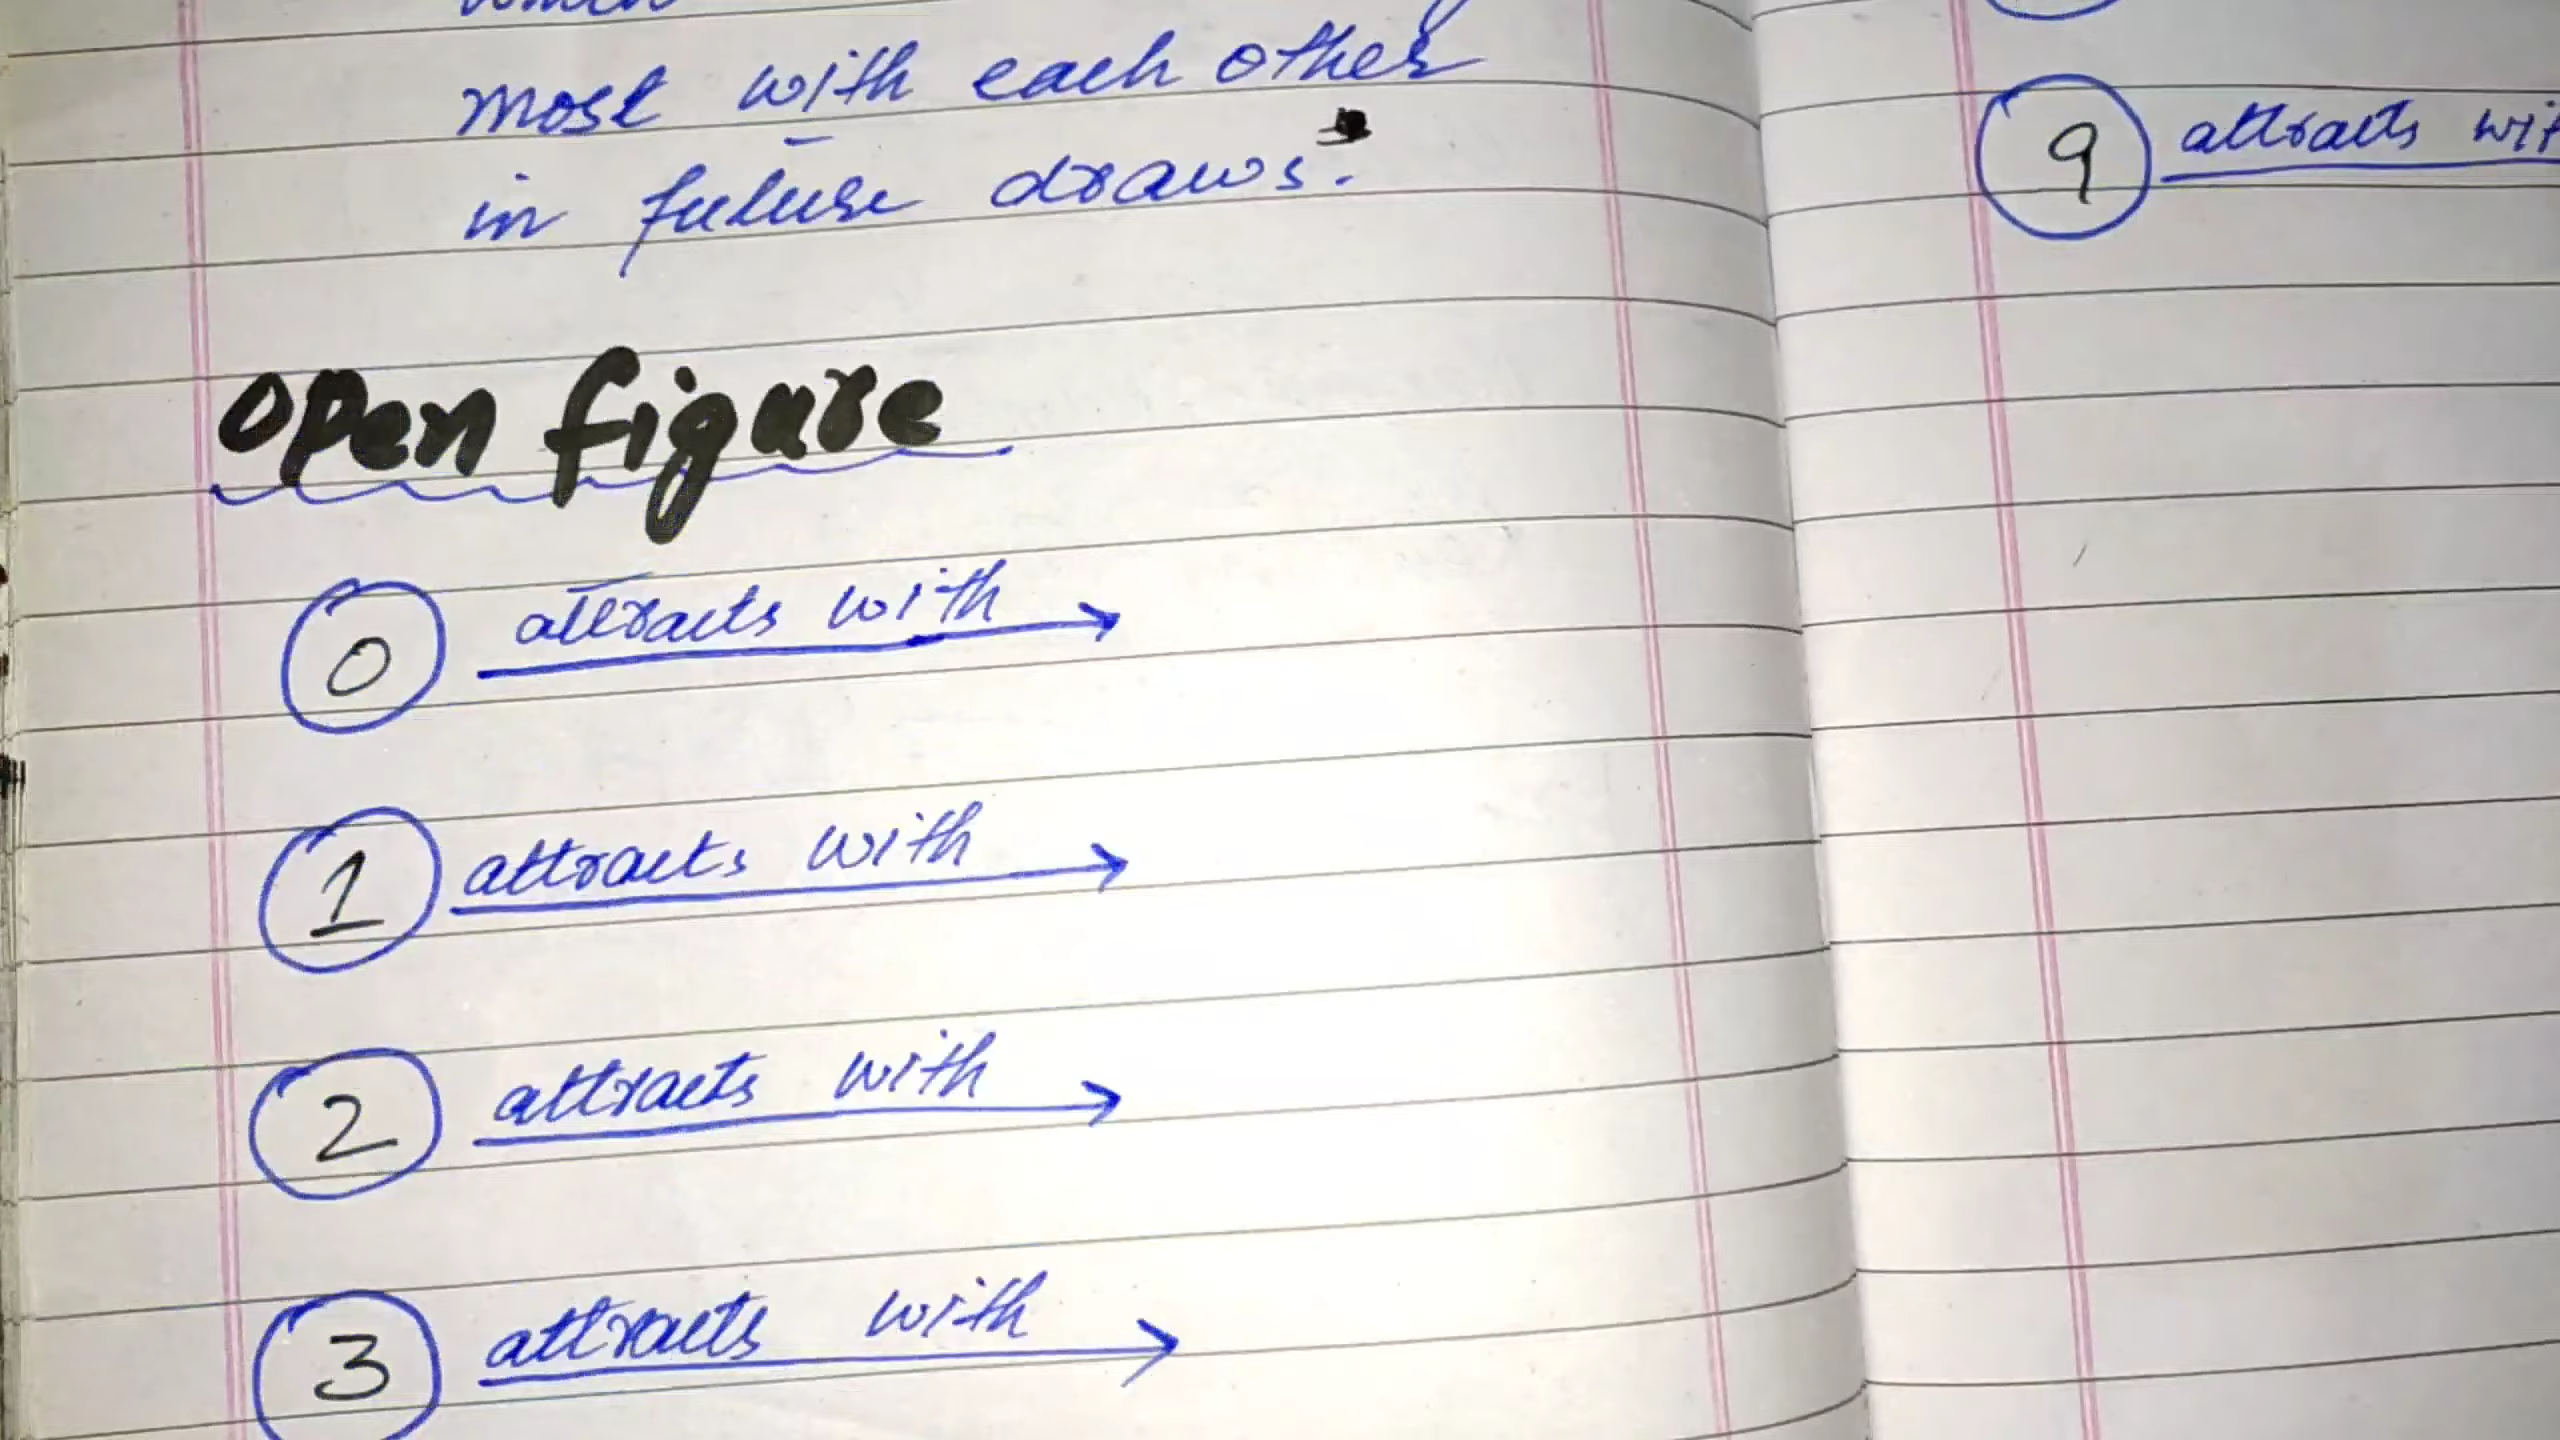 most with each other
in future draws.
open figure
0 attracts with →
1 attracts with →
2 attracts with →
3 attracts with →
9 attracts